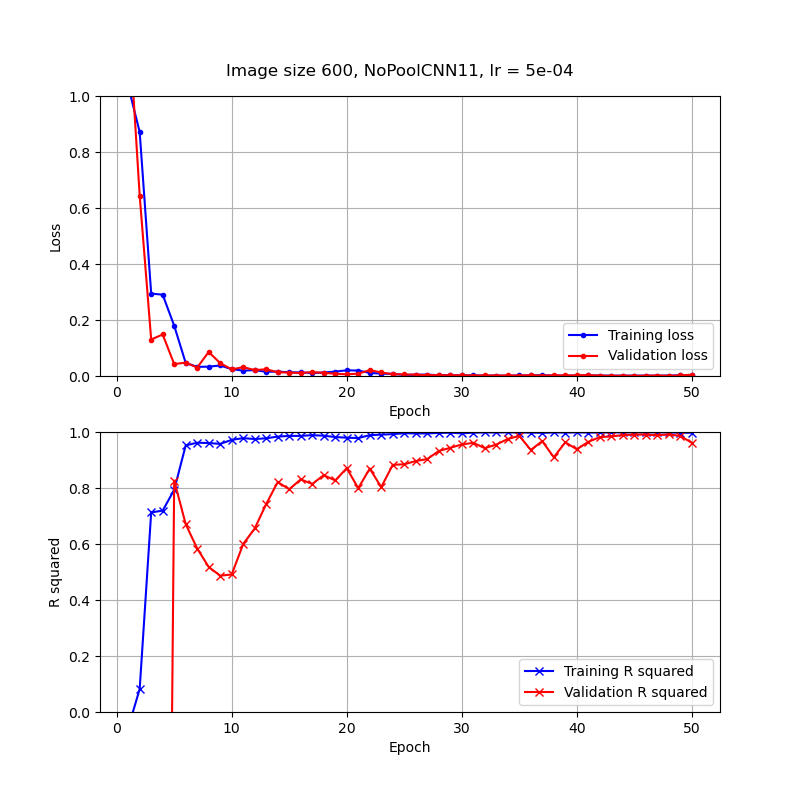 Image size 600, NoPoolCNN11, lr = 5e-04
1.0
0.8
0.6
0.4
0.2
0.0
Loss
Training loss
Validation loss
0 10 20 30 40 50
Epoch
1.0
0.8
0.6
0.4
0.2
0.0
R squared
Training R squared
Validation R squared
0 10 20 30 40 50
Epoch